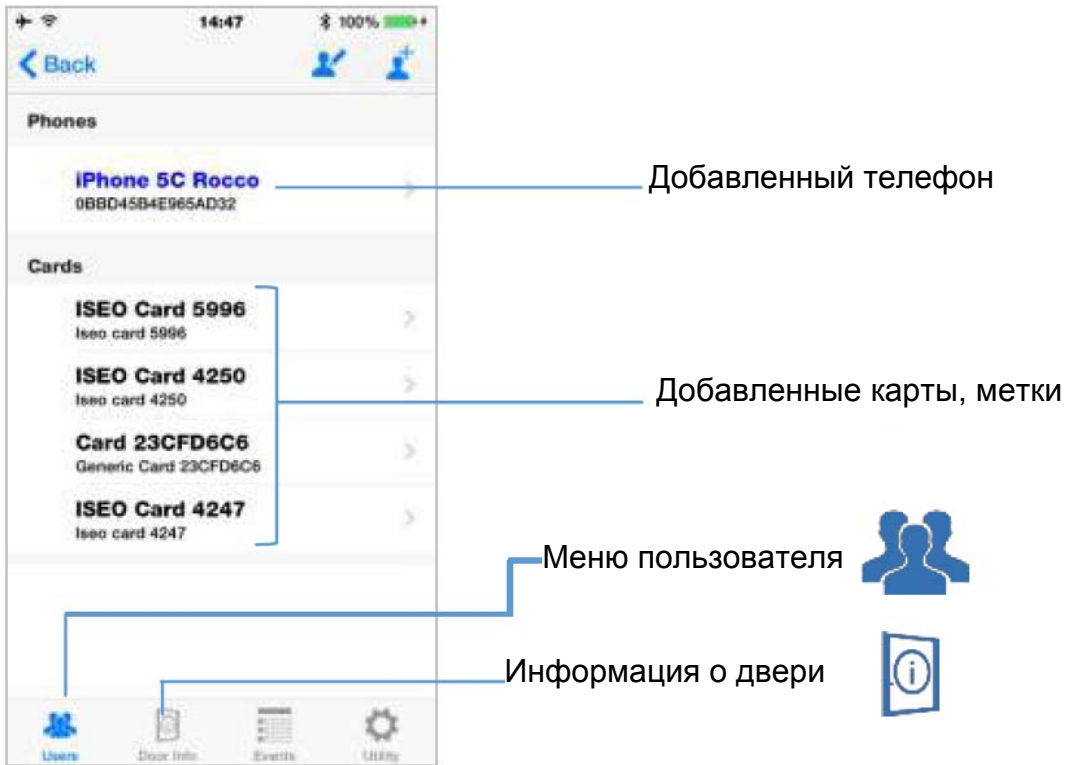 14:47
100%
Back
Phones
iPhone 5C Rocco
0BBD45B4E965AD32
Добавленный телефон
Cards
ISEO Card 5996
Iseo card 5996
ISEO Card 4250
Iseo card 4250
Добавленные карты, метки
Card 23CFD6C6
Generic Card 23CFD6C6
ISEO Card 4247
Iseo card 4247
Меню пользователя
Информация о двери
Users
Door Info
Events
Utility